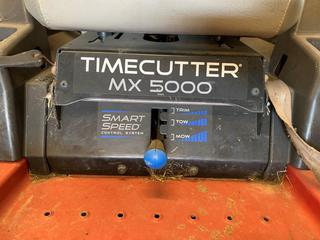 TIMECUTTER®
MX 5000
SMART
SPEED
CONTROL SYSTEM
TRIM
TOW
MOW